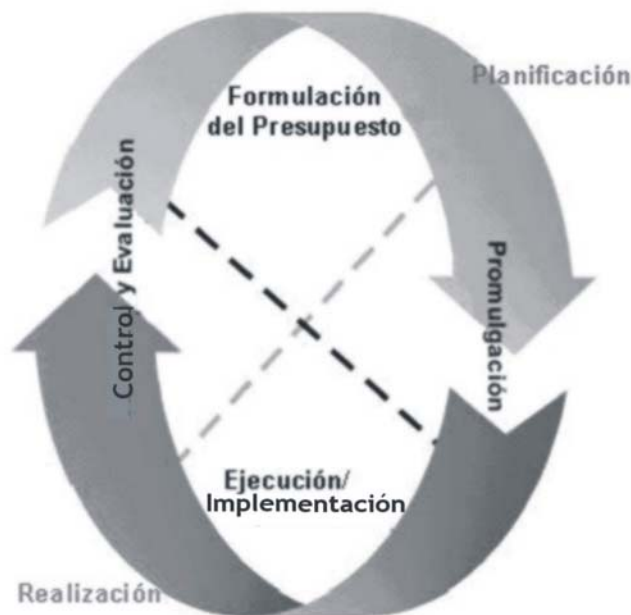 Planificación
Formulación
del Presupuesto
Control y Evaluación
Promulgación
Ejecución/
Implementación
Realización